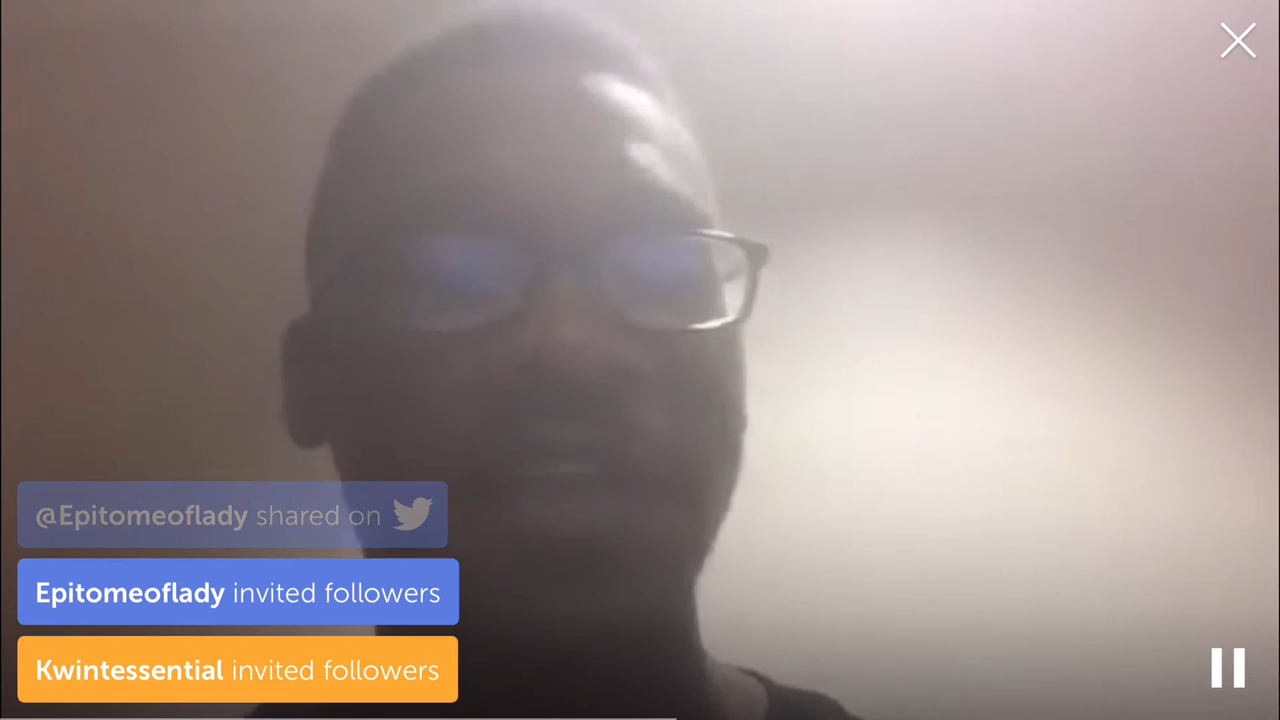 @Epitomeoflady shared on
Epitomeoflady invited followers
Kwintessential invited followers